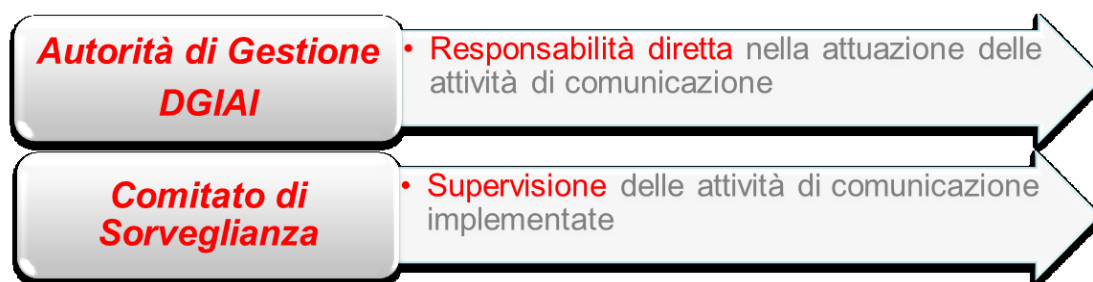 Autorità di Gestione
DGIAI
• Responsabilità diretta nella attuazione delle
attività di comunicazione
Comitato di
Sorveglianza
• Supervisione delle attività di comunicazione
implementate